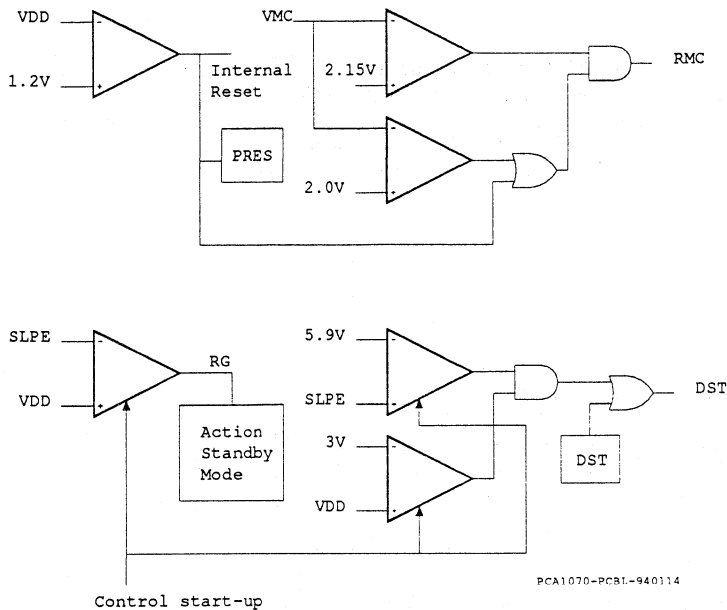 VDD
1.2V
Internal
Reset
PRES
VMC
2.15V
2.0V
RMC
SLPE
VDD
RG
Action
Standby
Mode
5.9V
SLPE
3V
VDD
DST
DST
Control start-up
PCA1070-PCBL-940114